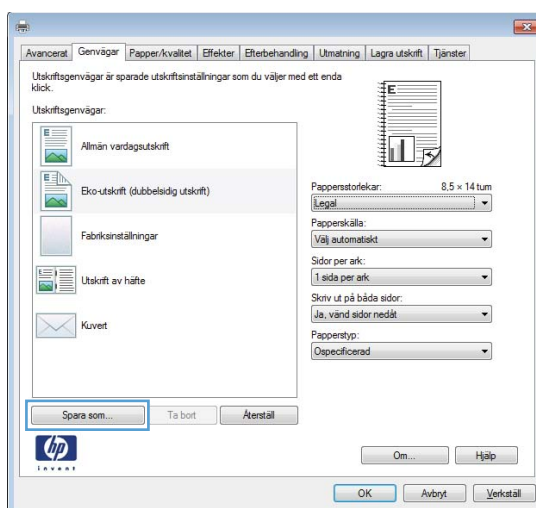 Avancerat Genvägar Papper/kvalitet Effekter Efterbehandling Utmatning Lagra utskrift Tjänster
Utskriftsgenvägar är sparade utskriftsinställningar som du väljer med ett enda
klick.
Utskriftsgenvägar:
Allmän vardagsutskrift
Eko-utskrift (dubbelsidig utskrift)
Fabriksinställningar
Utskrift av häfte
Kuvert
Pappersstorlekar: 8,5 × 14 tum
Legal
Papperskälla:
Välj automatiskt
Sidor per ark:
1 sida per ark
Skriv ut på båda sidor:
Ja, vänd sidor nedåt
Papperstyp:
Ospecificerad
Spara som... Ta bort Återställ
hp
invent
Om... Hjälp
OK Avbryt Verkställ